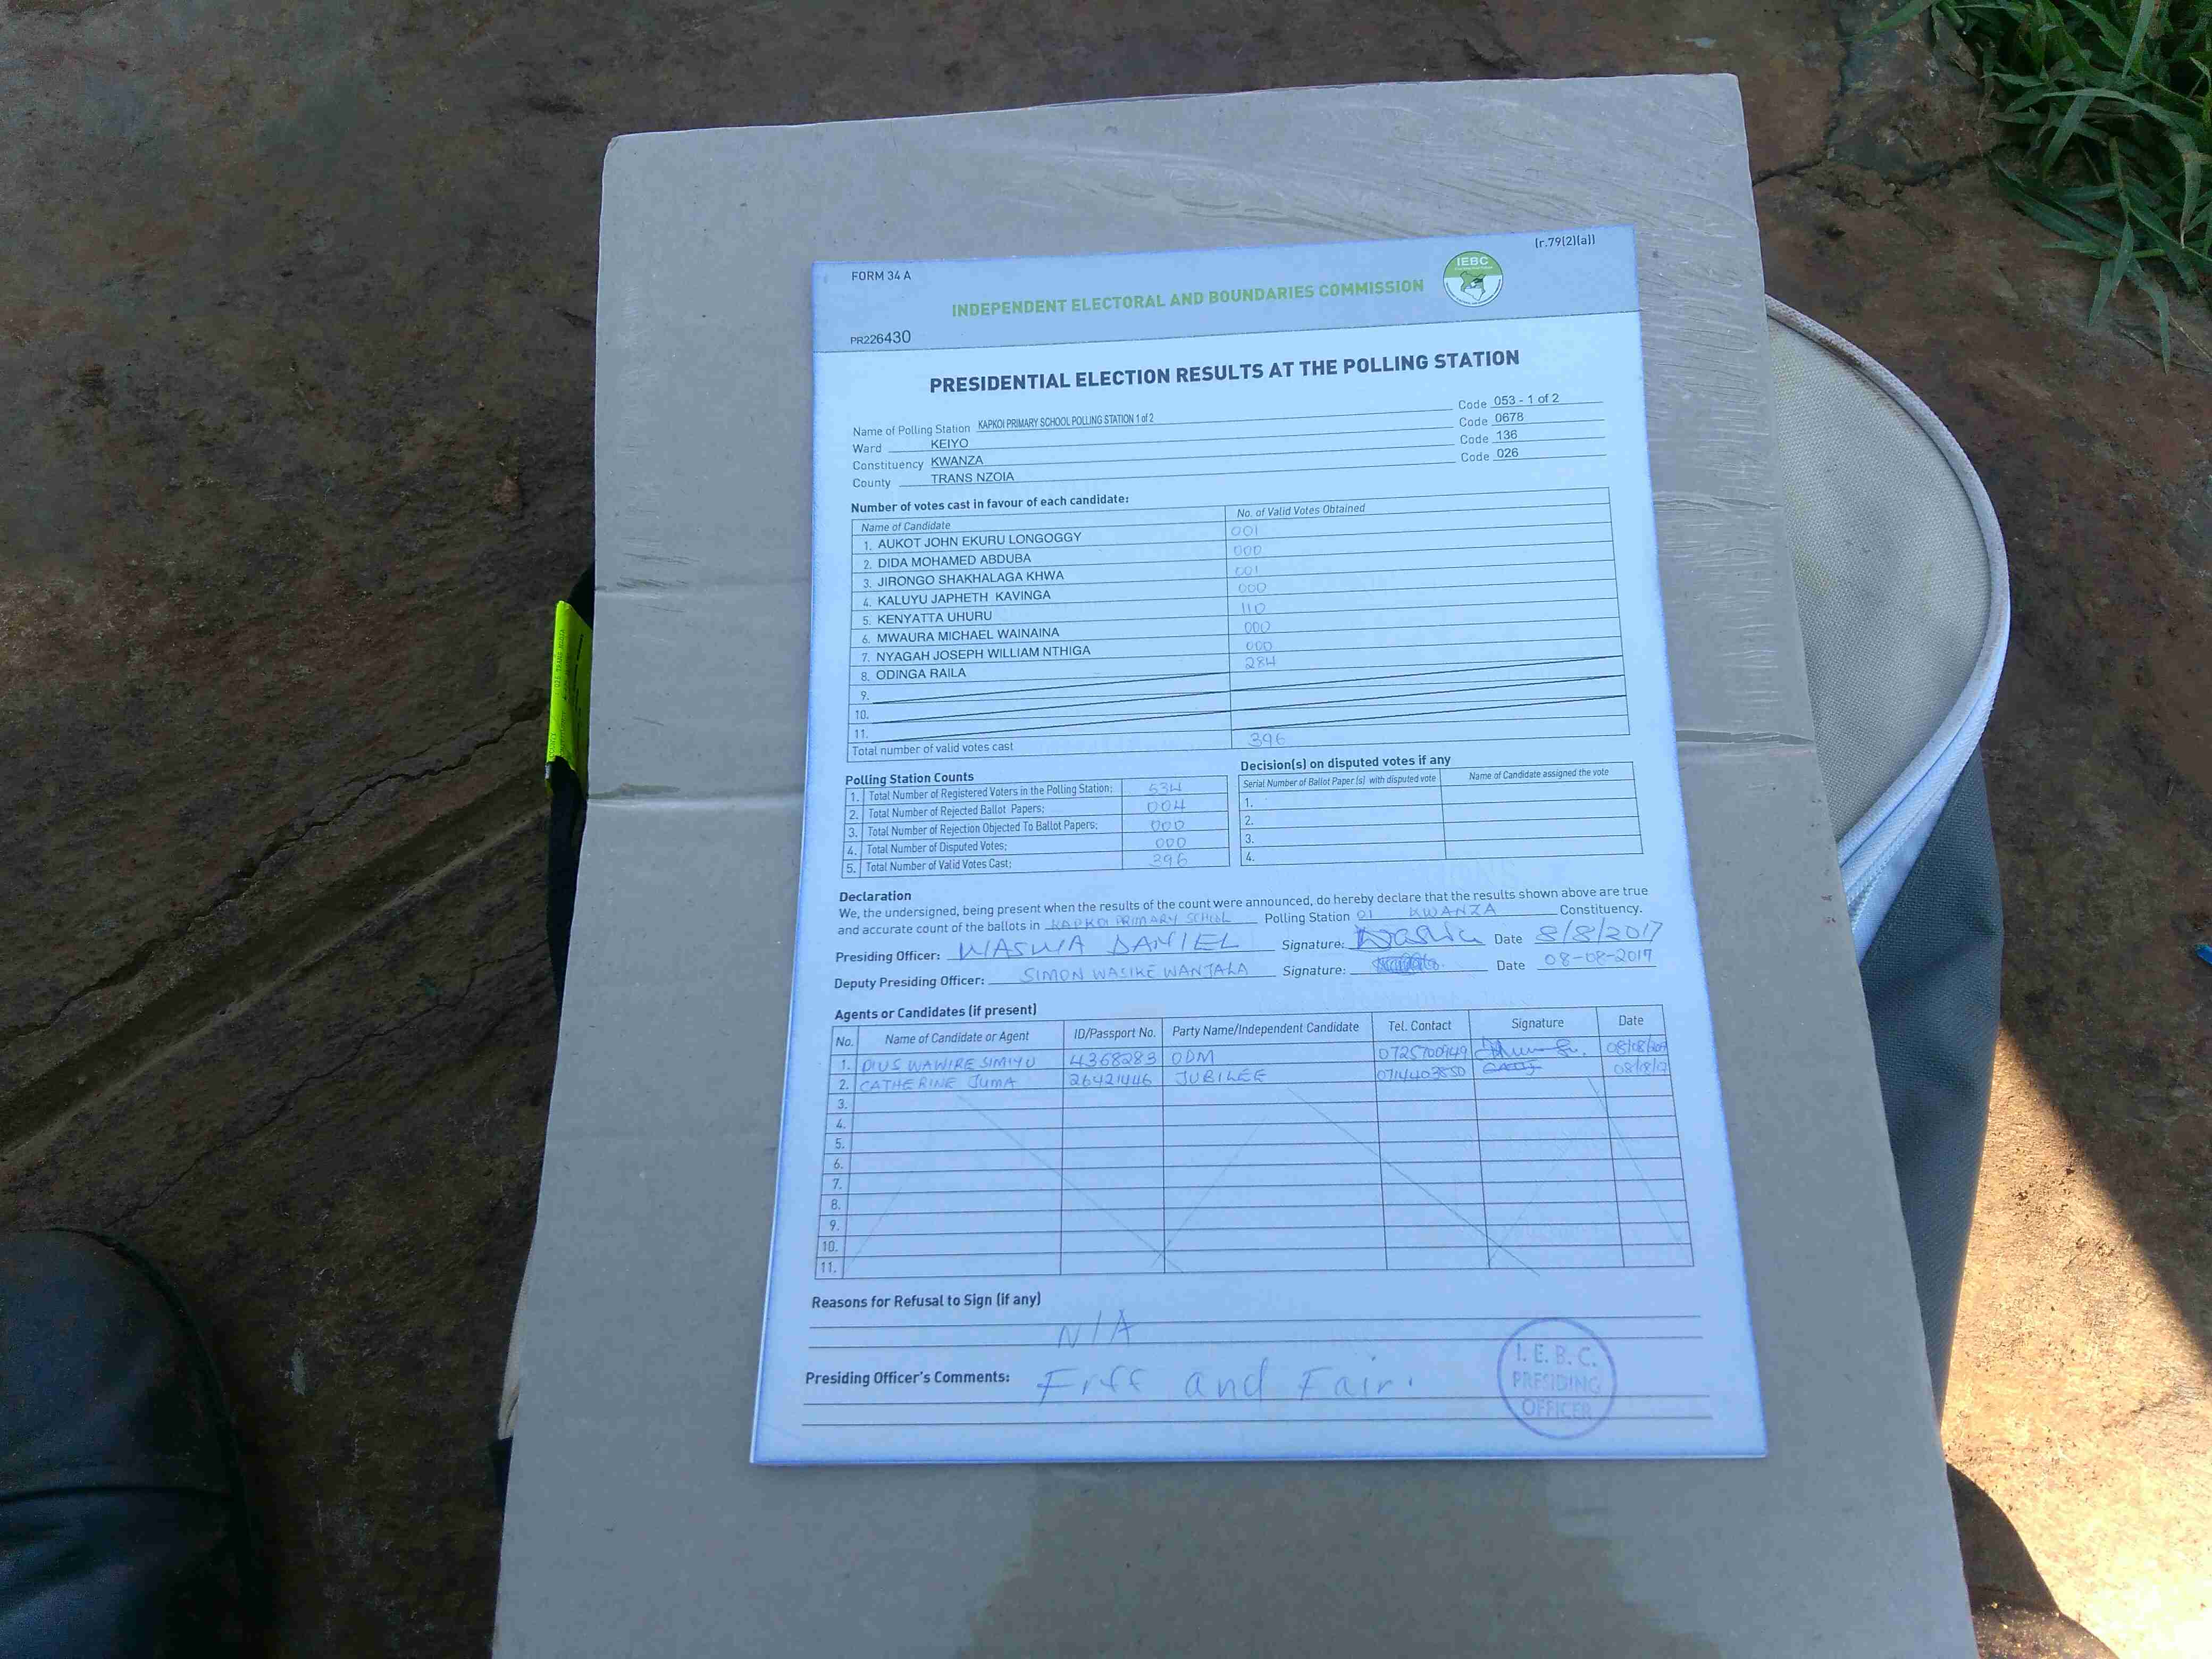 FORM 34 A
(r.79(2)(a))
INDEPENDENT ELECTORAL AND BOUNDARIES COMMISSION
IEBC
PR226430
PRESIDENTIAL ELECTION RESULTS AT THE POLLING STATION
Name of Polling Station KAPKOI PRIMARY SCHOOL POLLING STATION 1 of 2 Code 053 - 1 of 2
Ward KEIYO Code 0678
Constituency KWANZA Code 136
County TRANS NZOIA Code 026
Number of votes cast in favour of each candidate:
Name of Candidate No. of Valid Votes Obtained
1. AUKOT JOHN EKURU LONGOGGY 001
2. DIDA MOHAMED ABDUBA 000
3. JIRONGO SHAKHALAGA KHWA 001
4. KALUYU JAPHETH KAVINGA 000
5. KENYATTA UHURU 110
6. MWAURA MICHAEL WAINAINA 000
7. NYAGAH JOSEPH WILLIAM NTHIGA 000
8. ODINGA RAILA 284
9.
10.
11.
Total number of valid votes cast 396
Polling Station Counts
1. Total Number of Registered Voters in the Polling Station: 534
2. Total Number of Rejected Ballot Papers; 004
3. Total Number of Rejection Objected To Ballot Papers; 000
4. Total Number of Disputed Votes; 000
5. Total Number of Valid Votes Cast; 396
Decision(s) on disputed votes if any
Serial Number of Ballot Paper (s) with disputed vote Name of Candidate assigned the vote
1.
2.
3.
4.
Declaration
We, the undersigned, being present when the results of the count were announced, do hereby declare that the results shown above are true
and accurate count of the ballots in KAPKOI PRIMARY SCHOOL Polling Station 01 KWANZA Constituency.
Presiding Officer: WASWA DANIEL Signature: Date 8/8/2017
Deputy Presiding Officer: SIMON WASIKE WANJALA Signature: Date 08-08-2017
Agents or Candidates (if present)
No. Name of Candidate or Agent ID/Passport No. Party Name/Independent Candidate Tel. Contact Signature Date
1. PIUS WAWIRE SIMIYU 4368283 ODM 0725700949 08/08/2017
2. CATHERINE JUMA 26421446 JUBILEE 0714403850 08/8/17
3.
4.
5.
6.
7.
8.
9.
10.
11.
Reasons for Refusal to Sign (if any)
N/A
Presiding Officer's Comments: Free and Fair.
I. E. B. C.
PRESIDING
OFFICER